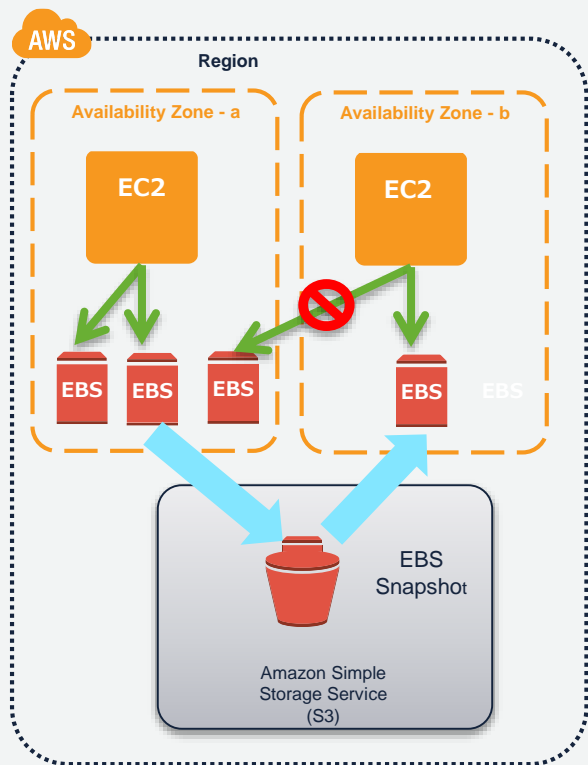 AWS
Region
Availability Zone - a
Availability Zone - b
EC2
EC2
EBS
EBS
EBS
EBS
EBS
EBS
Snapshot
Amazon Simple
Storage Service
(S3)